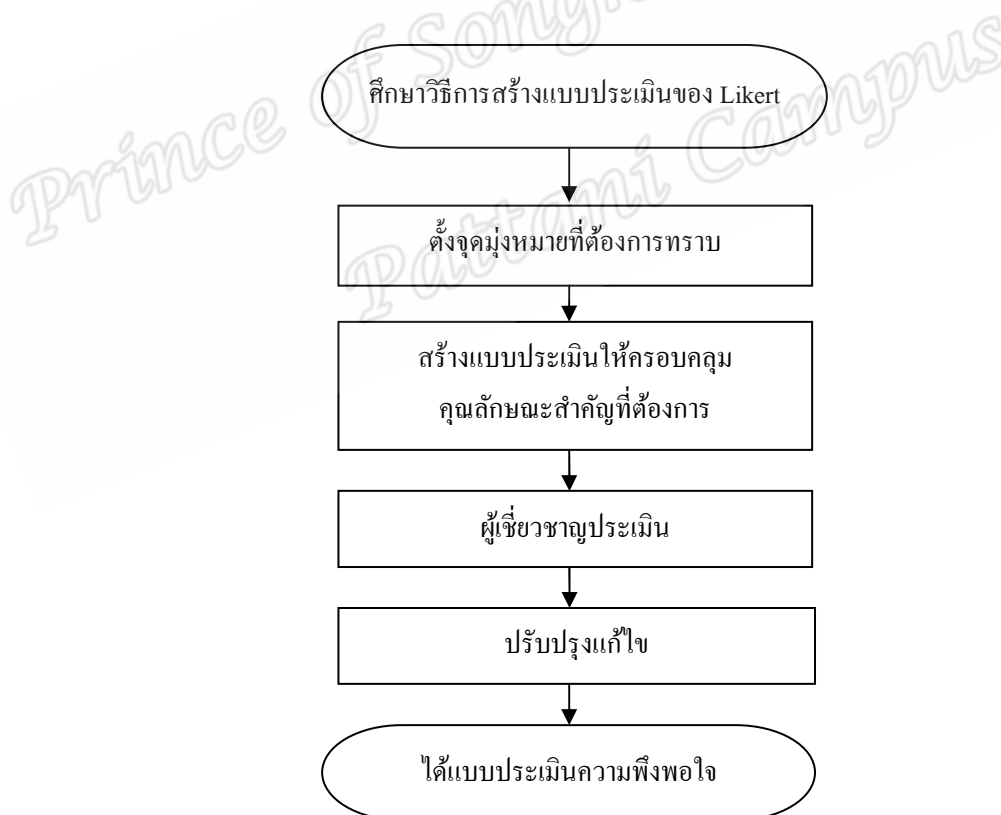 Prince of Songkla
Pattani Campus
ศึกษาวิธีการสร้างแบบประเมินของ Likert
ตั้งจุดมุ่งหมายที่ต้องการทราบ
สร้างแบบประเมินให้ครอบคลุม
คุณลักษณะสำคัญที่ต้องการ
ผู้เชี่ยวชาญประเมิน
ปรับปรุงแก้ไข
ได้แบบประเมินความพึงพอใจ